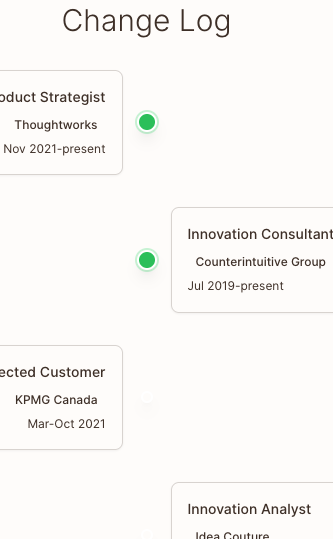 Change Log
oduct Strategist
Thoughtworks
Nov 2021-present
Innovation Consultant
Counterintuitive Group
Jul 2019-present
ected Customer
KPMG Canada
Mar-Oct 2021
Innovation Analyst
Idea Couture